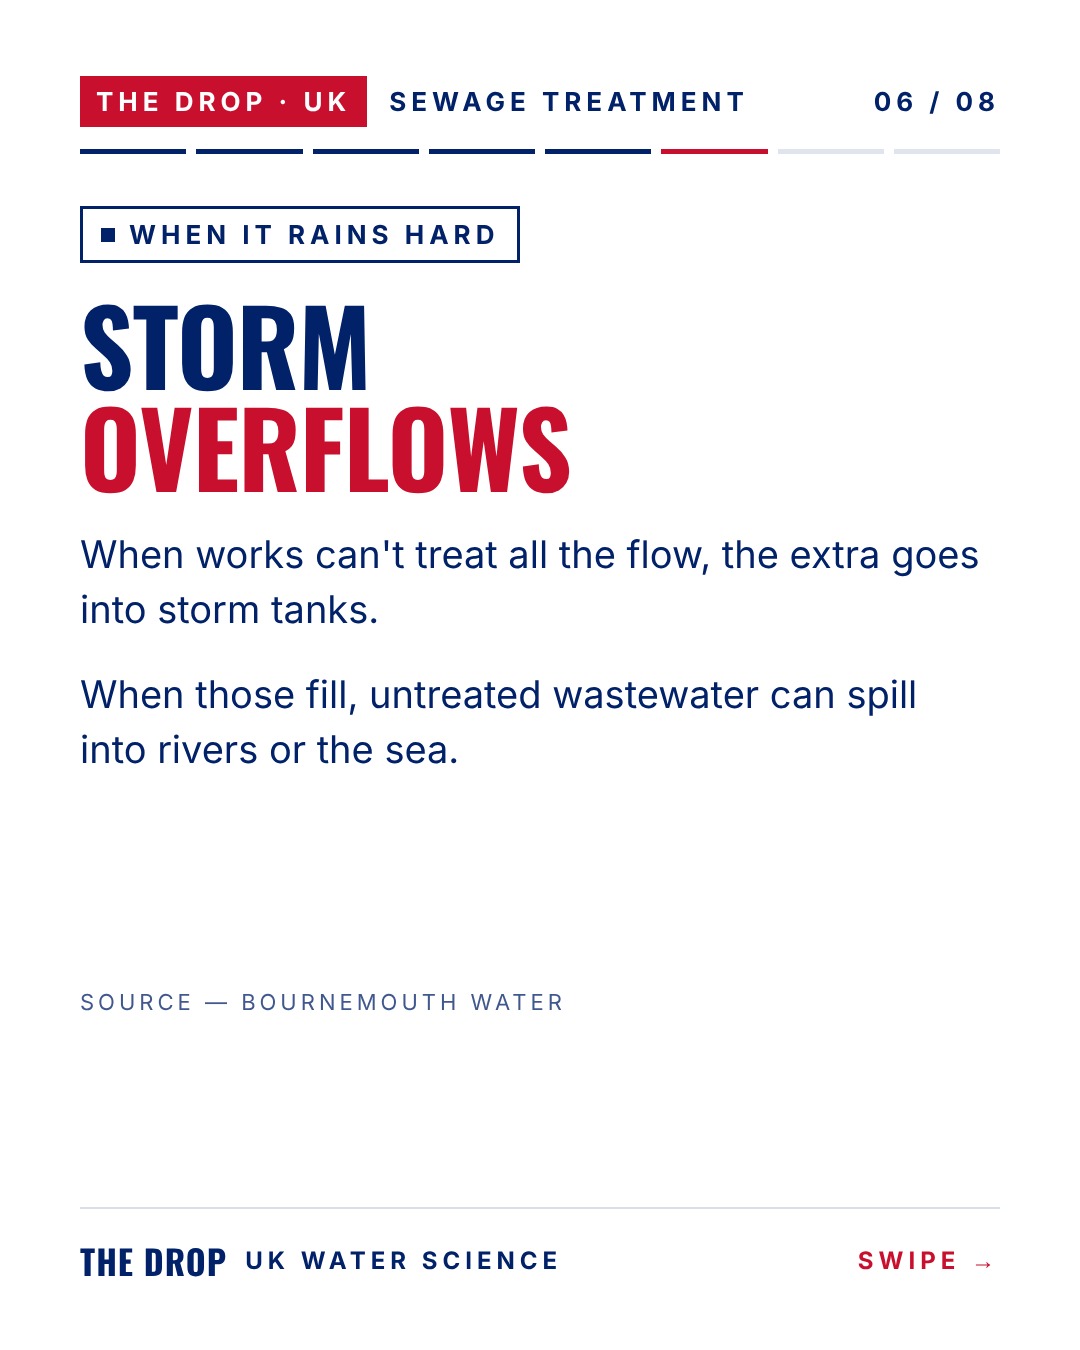 THE DROP · UK SEWAGE TREATMENT 06 / 08
WHEN IT RAINS HARD
STORM
OVERFLOWS
When works can't treat all the flow, the extra goes
into storm tanks.
When those fill, untreated wastewater can spill
into rivers or the sea.
SOURCE — BOURNEMOUTH WATER
THE DROP UK WATER SCIENCE SWIPE →